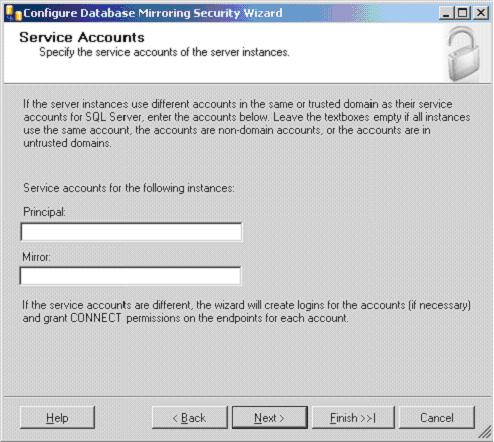 Configure Database Mirroring Security Wizard
Service Accounts
Specify the service accounts of the server instances.
If the server instances use different accounts in the same or trusted domain as their service
accounts for SQL Server, enter the accounts below. Leave the textboxes empty if all instances
use the same account, the accounts are non-domain accounts, or the accounts are in
untrusted domains.
Service accounts for the following instances:
Principal:
Mirror:
If the service accounts are different, the wizard will create logins for the accounts (if necessary)
and grant CONNECT permissions on the endpoints for each account.
Help < Back Next > Finish >>| Cancel